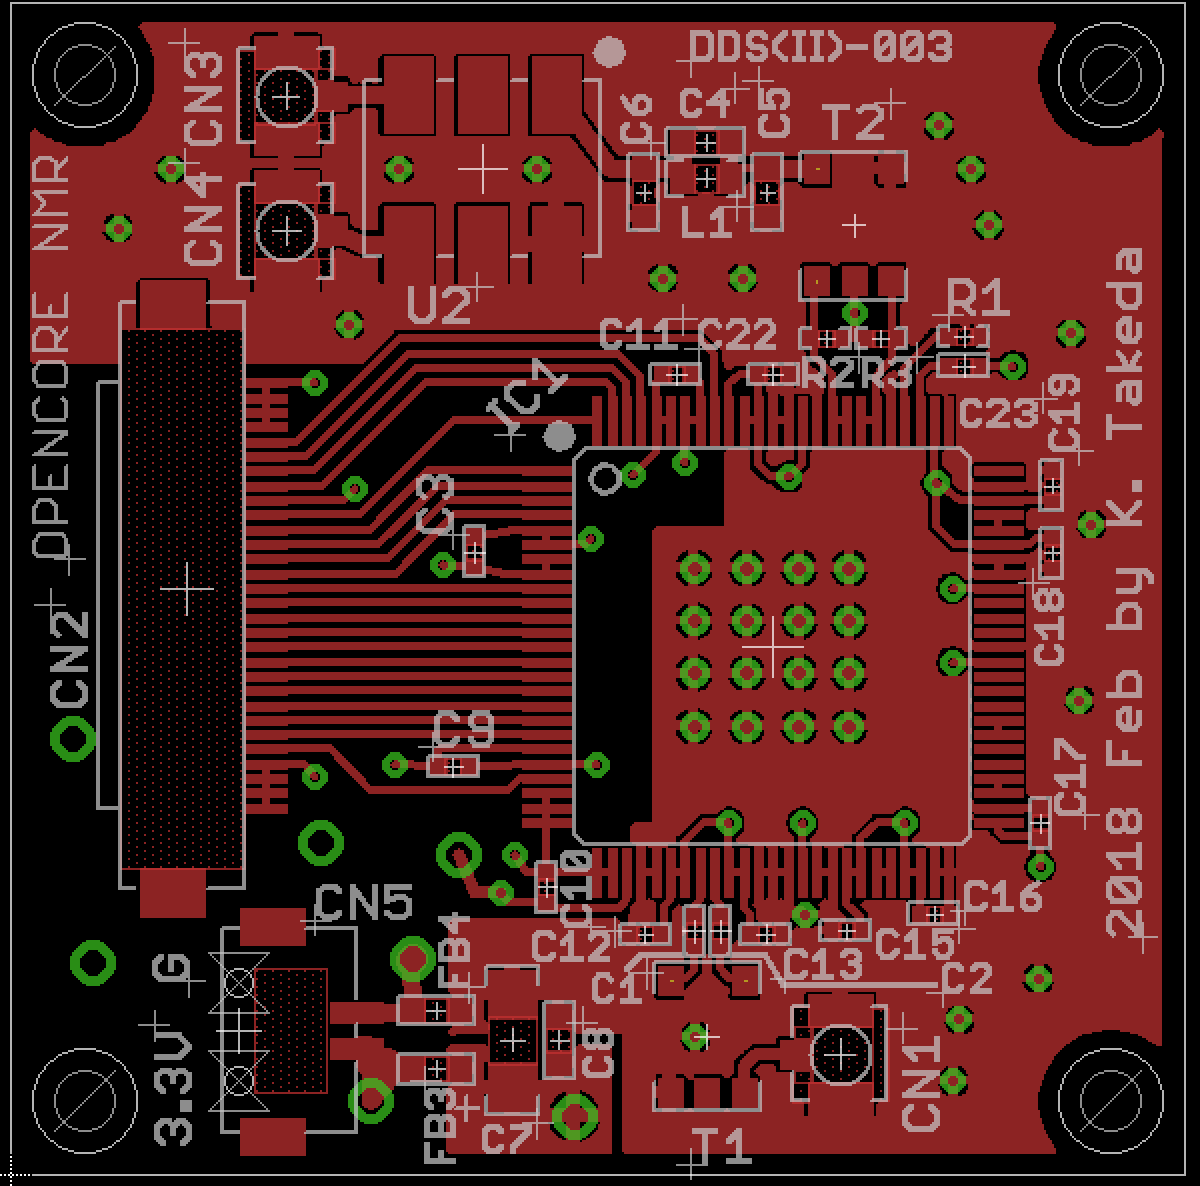 DDS(II)-003
CN3
C6
C4
C5
T2
CN4
L1
OPENCORE NMR
U2
R1
C11
C22
R2
R3
IC1
C23
C19
C3
2018 Feb by K. Takeda
CN2
C18
C9
C17
C10
CN5
C16
C12
C15
FB4
G
C13
C1
C2
3.3V
C8
CN1
FB3
C7
T1